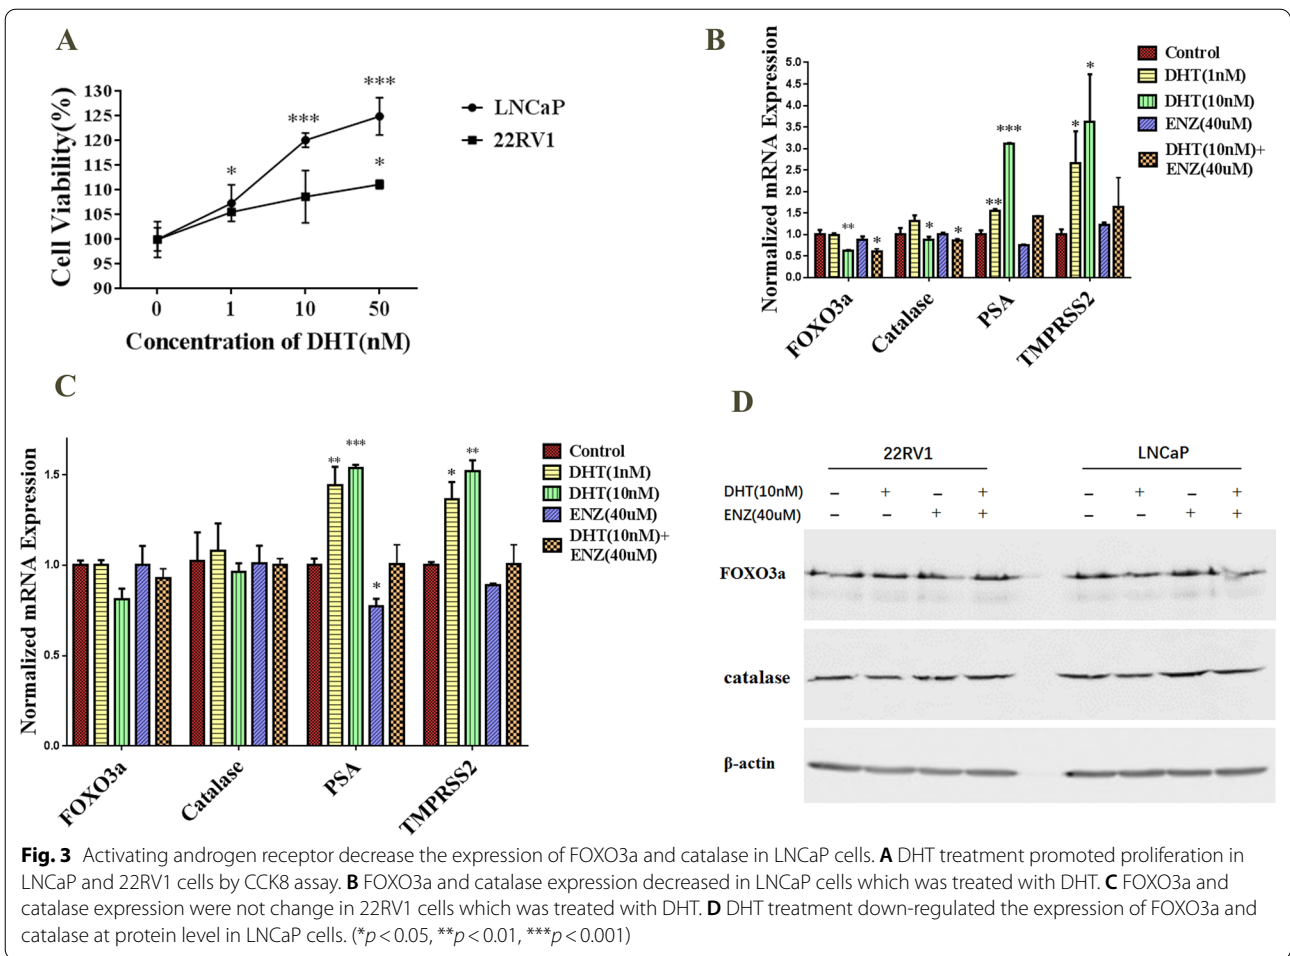 A
130
125
120
115
110
105
100
95
90
Cell Viability(%)
*
***
***
*
0
1
10
50
Concentration of DHT(nM)
LNCaP
22RV1
B
5.0
4.5
4.0
3.5
3.0
2.5
2.0
1.5
1.0
0.5
0.0
Normalized mRNA Expression
**
*
*
*
**
***
*
*
FOXO3a
Catalase
PSA
TMPRSS2
Control
DHT(1nM)
DHT(10nM)
ENZ(40uM)
DHT(10nM)+
ENZ(40uM)
C
1.5
1.0
0.5
0.0
Normalized mRNA Expression
**
***
*
*
**
FOXO3a
Catalase
PSA
TMPRSS2
Control
DHT(1nM)
DHT(10nM)
ENZ(40uM)
DHT(10nM)+
ENZ(40uM)
D
22RV1 LNCaP
DHT(10nM) – + – + – + – +
ENZ(40uM) – – + + – – + +
FOXO3a
catalase
β-actin
Fig. 3 Activating androgen receptor decrease the expression of FOXO3a and catalase in LNCaP cells. A DHT treatment promoted proliferation in
LNCaP and 22RV1 cells by CCK8 assay. B FOXO3a and catalase expression decreased in LNCaP cells which was treated with DHT. C FOXO3a and
catalase expression were not change in 22RV1 cells which was treated with DHT. D DHT treatment down-regulated the expression of FOXO3a and
catalase at protein level in LNCaP cells. (*p < 0.05, **p < 0.01, ***p < 0.001)